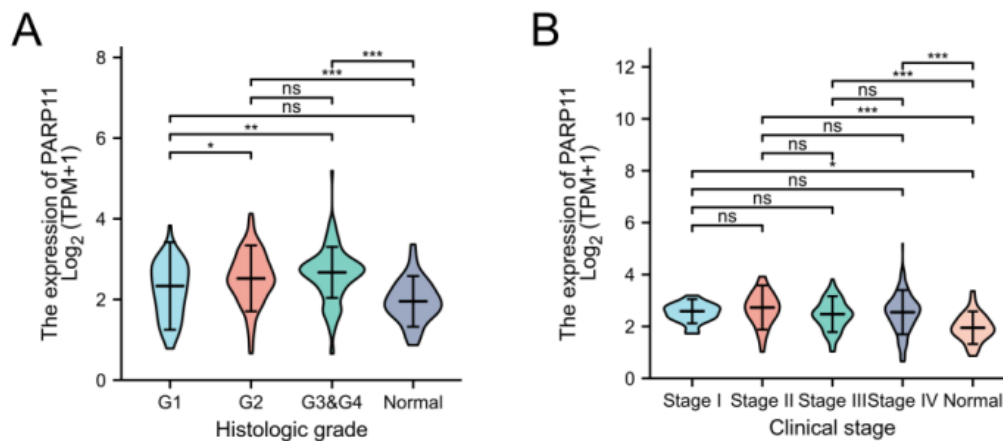 A
The expression of PARP11
Log2 (TPM+1)
8
6
4
2
0
***
***
ns
ns
**
*
G1 G2 G3&G4 Normal
Histologic grade
B
The expression of PARP11
Log2 (TPM+1)
12
10
8
6
4
2
0
***
***
ns
***
ns
ns
*
ns
ns
ns
Stage I Stage II Stage III Stage IV Normal
Clinical stage